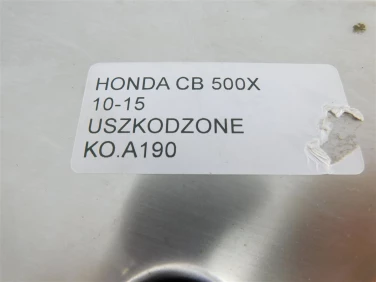 HONDA CB 500X
10-15
USZKODZONE
KO.A190